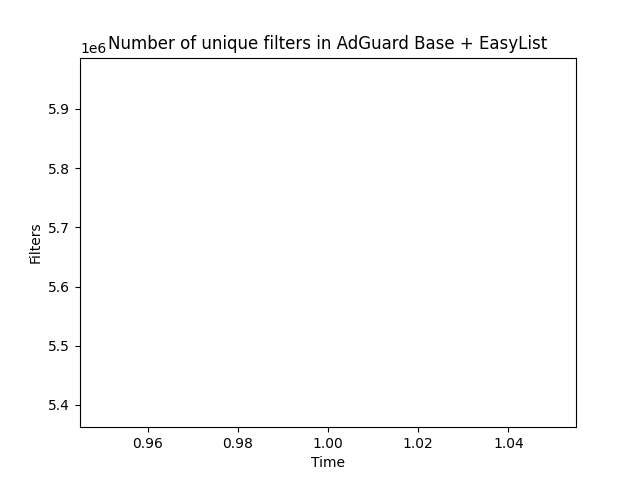 Number of unique filters in AdGuard Base + EasyList
1e6
5.9
5.8
5.7
5.6
5.5
5.4
Filters
0.96 0.98 1.00 1.02 1.04
Time